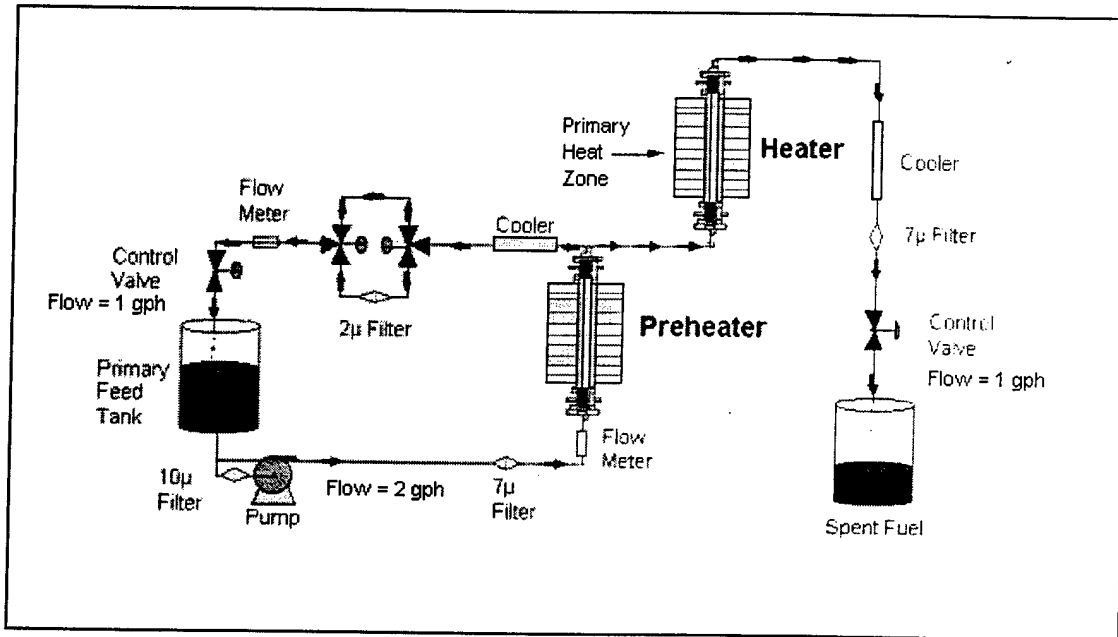 Primary
Heat
Zone
Heater
Cooler
7µ Filter
Control
Valve
Flow = 1 gph
Spent Fuel
Flow
Meter
Cooler
Control
Valve
Flow = 1 gph
2µ Filter
Preheater
Primary
Feed
Tank
10µ
Filter
Pump
Flow = 2 gph
7µ
Filter
Flow
Meter